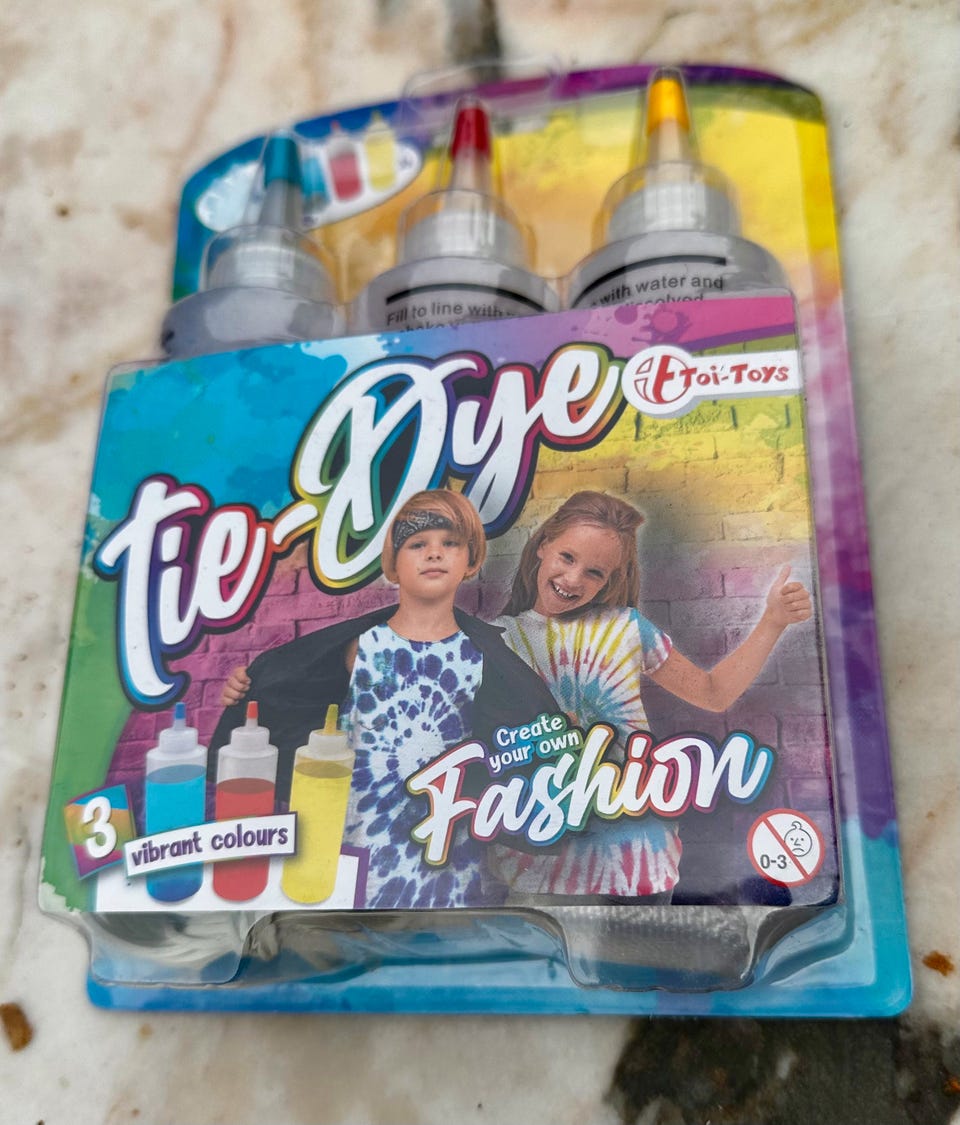 Fill to line with
with water and
dissolved
Tie-Dye
Toi-Toys
Create
your own
Fashion
3
vibrant colours
0-3